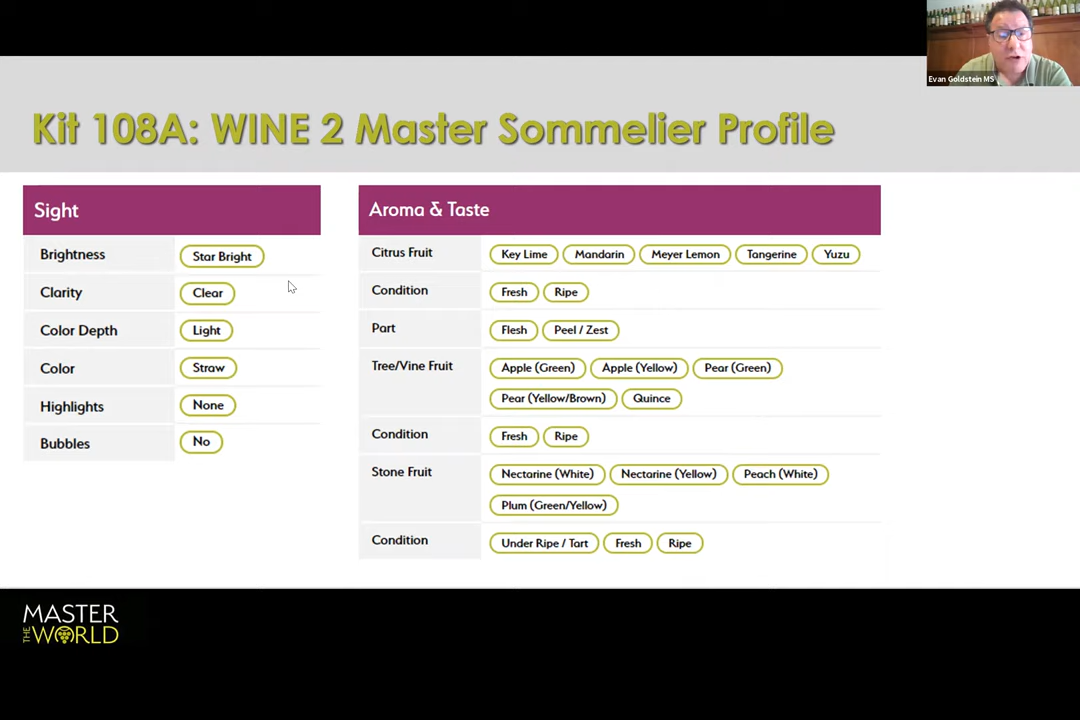 Evan Goldstein MS
Kit 108A: WINE 2 Master Sommelier Profile
Sight
Brightness Star Bright
Clarity Clear
Color Depth Light
Color Straw
Highlights None
Bubbles No
Aroma & Taste
Citrus Fruit Key Lime Mandarin Meyer Lemon Tangerine Yuzu
Condition Fresh Ripe
Part Flesh Peel / Zest
Tree/Vine Fruit Apple (Green) Apple (Yellow) Pear (Green)
Pear (Yellow/Brown) Quince
Condition Fresh Ripe
Stone Fruit Nectarine (White) Nectarine (Yellow) Peach (White)
Plum (Green/Yellow)
Condition Under Ripe / Tart Fresh Ripe
MASTER
THE WORLD